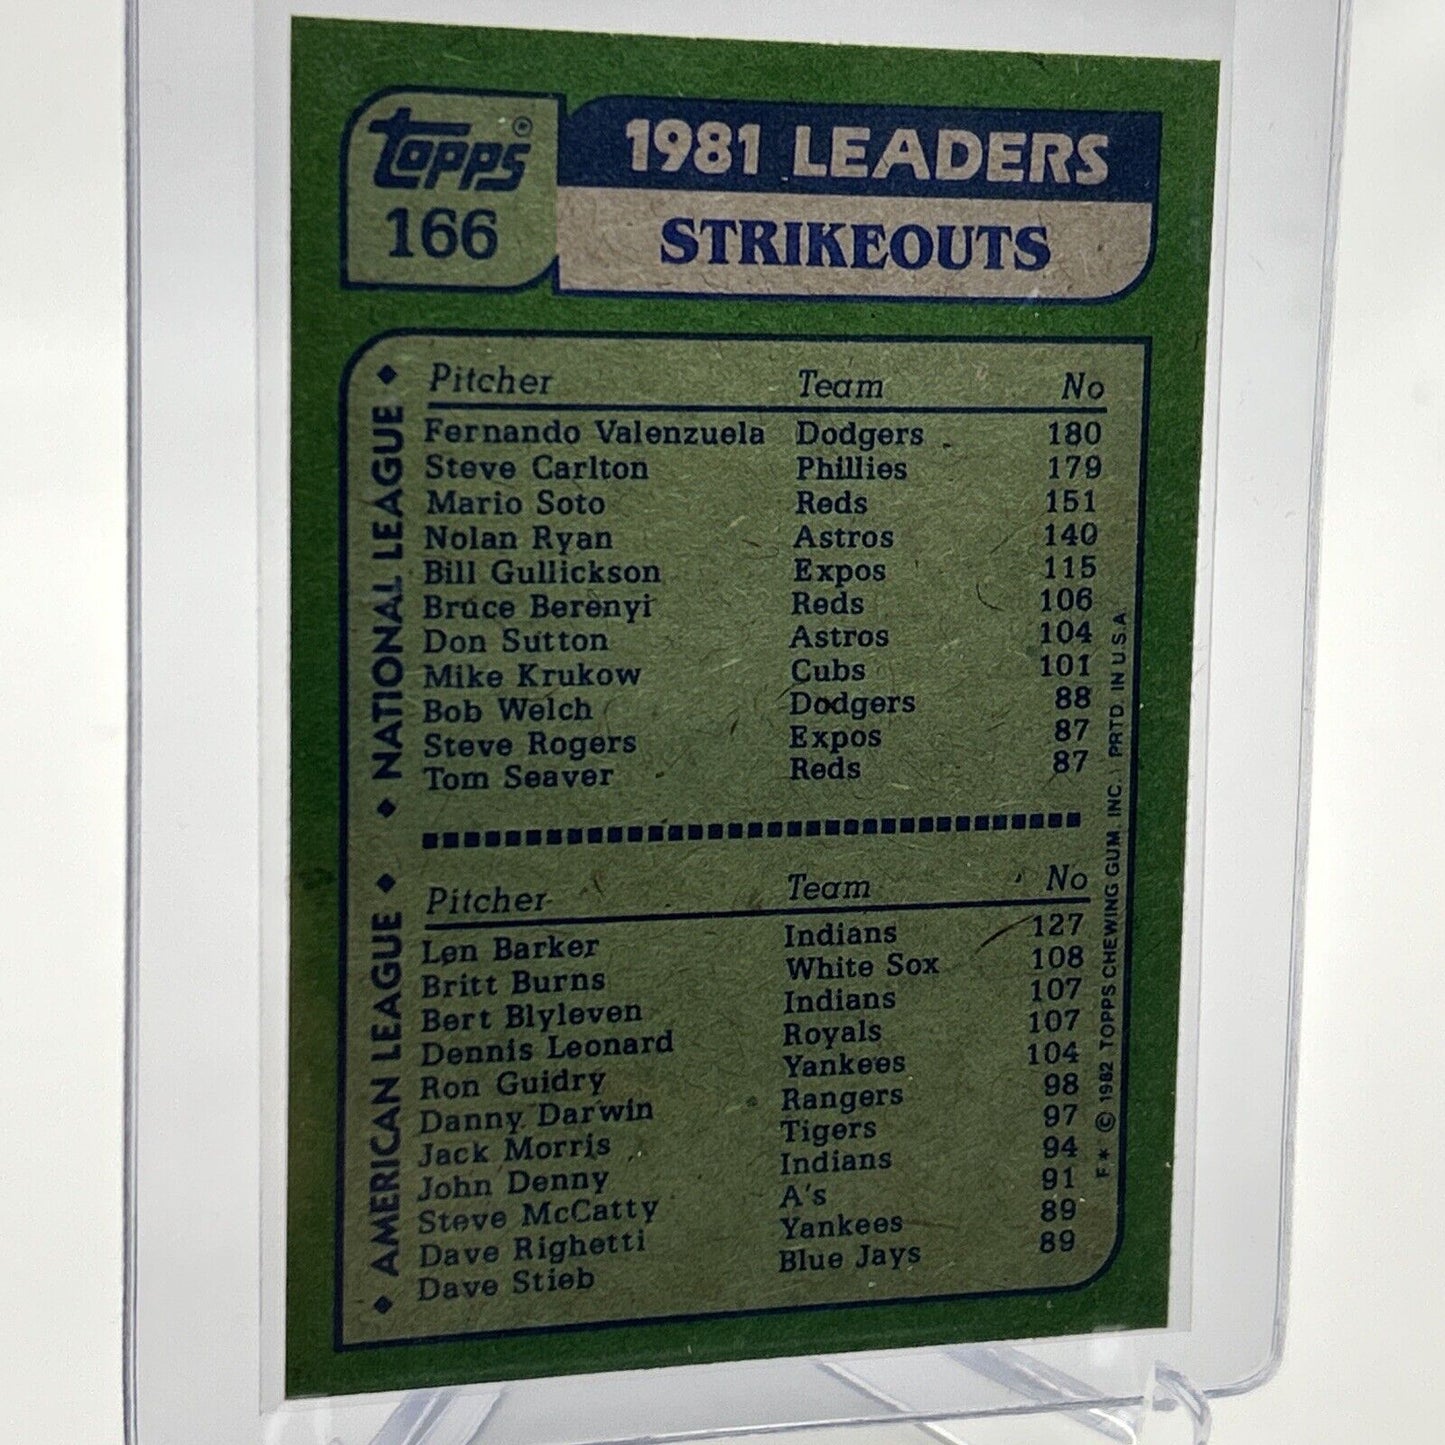 topps®
166
1981 LEADERS
STRIKEOUTS
◆ NATIONAL LEAGUE ◆
Pitcher Team No
Fernando Valenzuela Dodgers 180
Steve Carlton Phillies 179
Mario Soto Reds 151
Nolan Ryan Astros 140
Bill Gullickson Expos 115
Bruce Berenyi Reds 106
Don Sutton Astros 104
Mike Krukow Cubs 101
Bob Welch Dodgers 88
Steve Rogers Expos 87
Tom Seaver Reds 87
◆ AMERICAN LEAGUE ◆
Pitcher Team No
Len Barker Indians 127
Britt Burns White Sox 108
Bert Blyleven Indians 107
Dennis Leonard Royals 107
Ron Guidry Yankees 104
Danny Darwin Rangers 98
Jack Morris Tigers 97
John Denny Indians 94
Steve McCatty A's 91
Dave Righetti Yankees 89
Dave Stieb Blue Jays 89
F* © 1982 TOPPS CHEWING GUM, INC. PRTD. IN U.S.A.